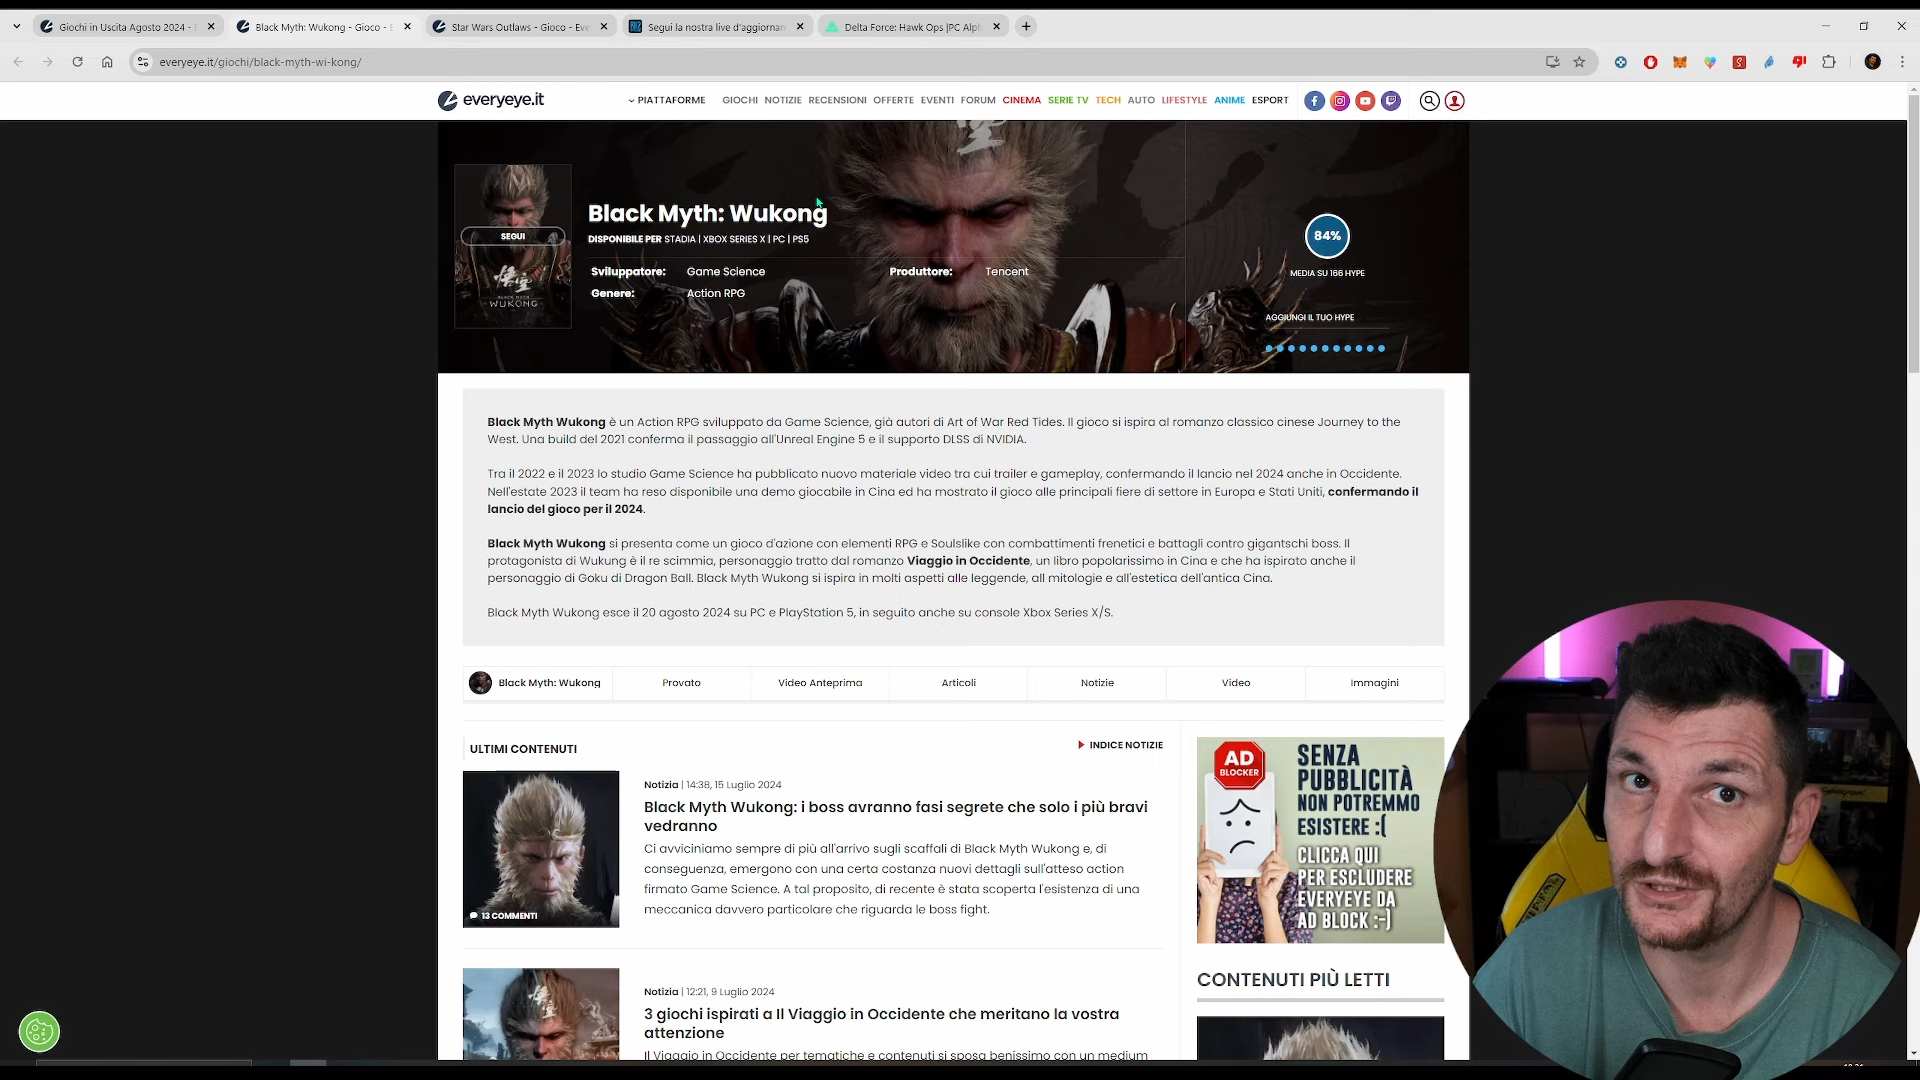 Giochi in Uscita Agosto 2024 -
Black Myth: Wukong - Gioco - E
Star Wars Outlaws - Gioco - Eve
Segui la nostra live d'aggiornam
Delta Force: Hawk Ops |PC Alph
everyeye.it/giochi/black-myth-wi-kong/
everyeye.it
PIATTAFORME
GIOCHI NOTIZIE RECENSIONI OFFERTE EVENTI FORUM CINEMA SERIE TV TECH AUTO LIFESTYLE ANIME ESPORT
SEGUI
悟空
BLACK MYTH
WUKONG
Black Myth: Wukong
DISPONIBILE PER STADIA | XBOX SERIES X | PC | PS5
Sviluppatore: Game Science
Produttore: Tencent
Genere: Action RPG
84%
MEDIA SU 166 HYPE
AGGIUNGI IL TUO HYPE
Black Myth Wukong è un Action RPG sviluppato da Game Science, già autori di Art of War Red Tides. Il gioco si ispira al romanzo classico cinese Journey to the
West. Una build del 2021 conferma il passaggio all'Unreal Engine 5 e il supporto DLSS di NVIDIA.
Tra il 2022 e il 2023 lo studio Game Science ha pubblicato nuovo materiale video tra cui trailer e gameplay, confermando il lancio nel 2024 anche in Occidente.
Nell'estate 2023 il team ha reso disponibile una demo giocabile in Cina ed ha mostrato il gioco alle principali fiere di settore in Europa e Stati Uniti, confermando il
lancio del gioco per il 2024.
Black Myth Wukong si presenta come un gioco d'azione con elementi RPG e Soulslike con combattimenti frenetici e battagli contro gigantschi boss. Il
protagonista di Wukung è il re scimmia, personaggio tratto dal romanzo Viaggio in Occidente, un libro popolarissimo in Cina e che ha ispirato anche il
personaggio di Goku di Dragon Ball. Black Myth Wukong si ispira in molti aspetti alle leggende, all mitologie e all'estetica dell'antica Cina.
Black Myth Wukong esce il 20 agosto 2024 su PC e PlayStation 5, in seguito anche su console Xbox Series X/S.
Black Myth: Wukong
Provato
Video Anteprima
Articoli
Notizie
Video
Immagini
ULTIMI CONTENUTI
INDICE NOTIZIE
13 COMMENTI
Notizia | 14:38, 15 Luglio 2024
Black Myth Wukong: i boss avranno fasi segrete che solo i più bravi
vedranno
Ci avviciniamo sempre di più all'arrivo sugli scaffali di Black Myth Wukong e, di
conseguenza, emergono con una certa costanza nuovi dettagli sull'atteso action
firmato Game Science. A tal proposito, di recente è stata scoperta l'esistenza di una
meccanica davvero particolare che riguarda le boss fight.
Notizia | 12:21, 9 Luglio 2024
3 giochi ispirati a Il Viaggio in Occidente che meritano la vostra
attenzione
Il Viaggio in Occidente per tematiche e contenuti si sposa benissimo con un medium
AD
BLOCKER
SENZA
PUBBLICITÀ
NON POTREMMO
ESISTERE :(
CLICCA QUI
PER ESCLUDERE
EVERYEYE DA
AD BLOCK :-)
CONTENUTI PIÙ LETTI